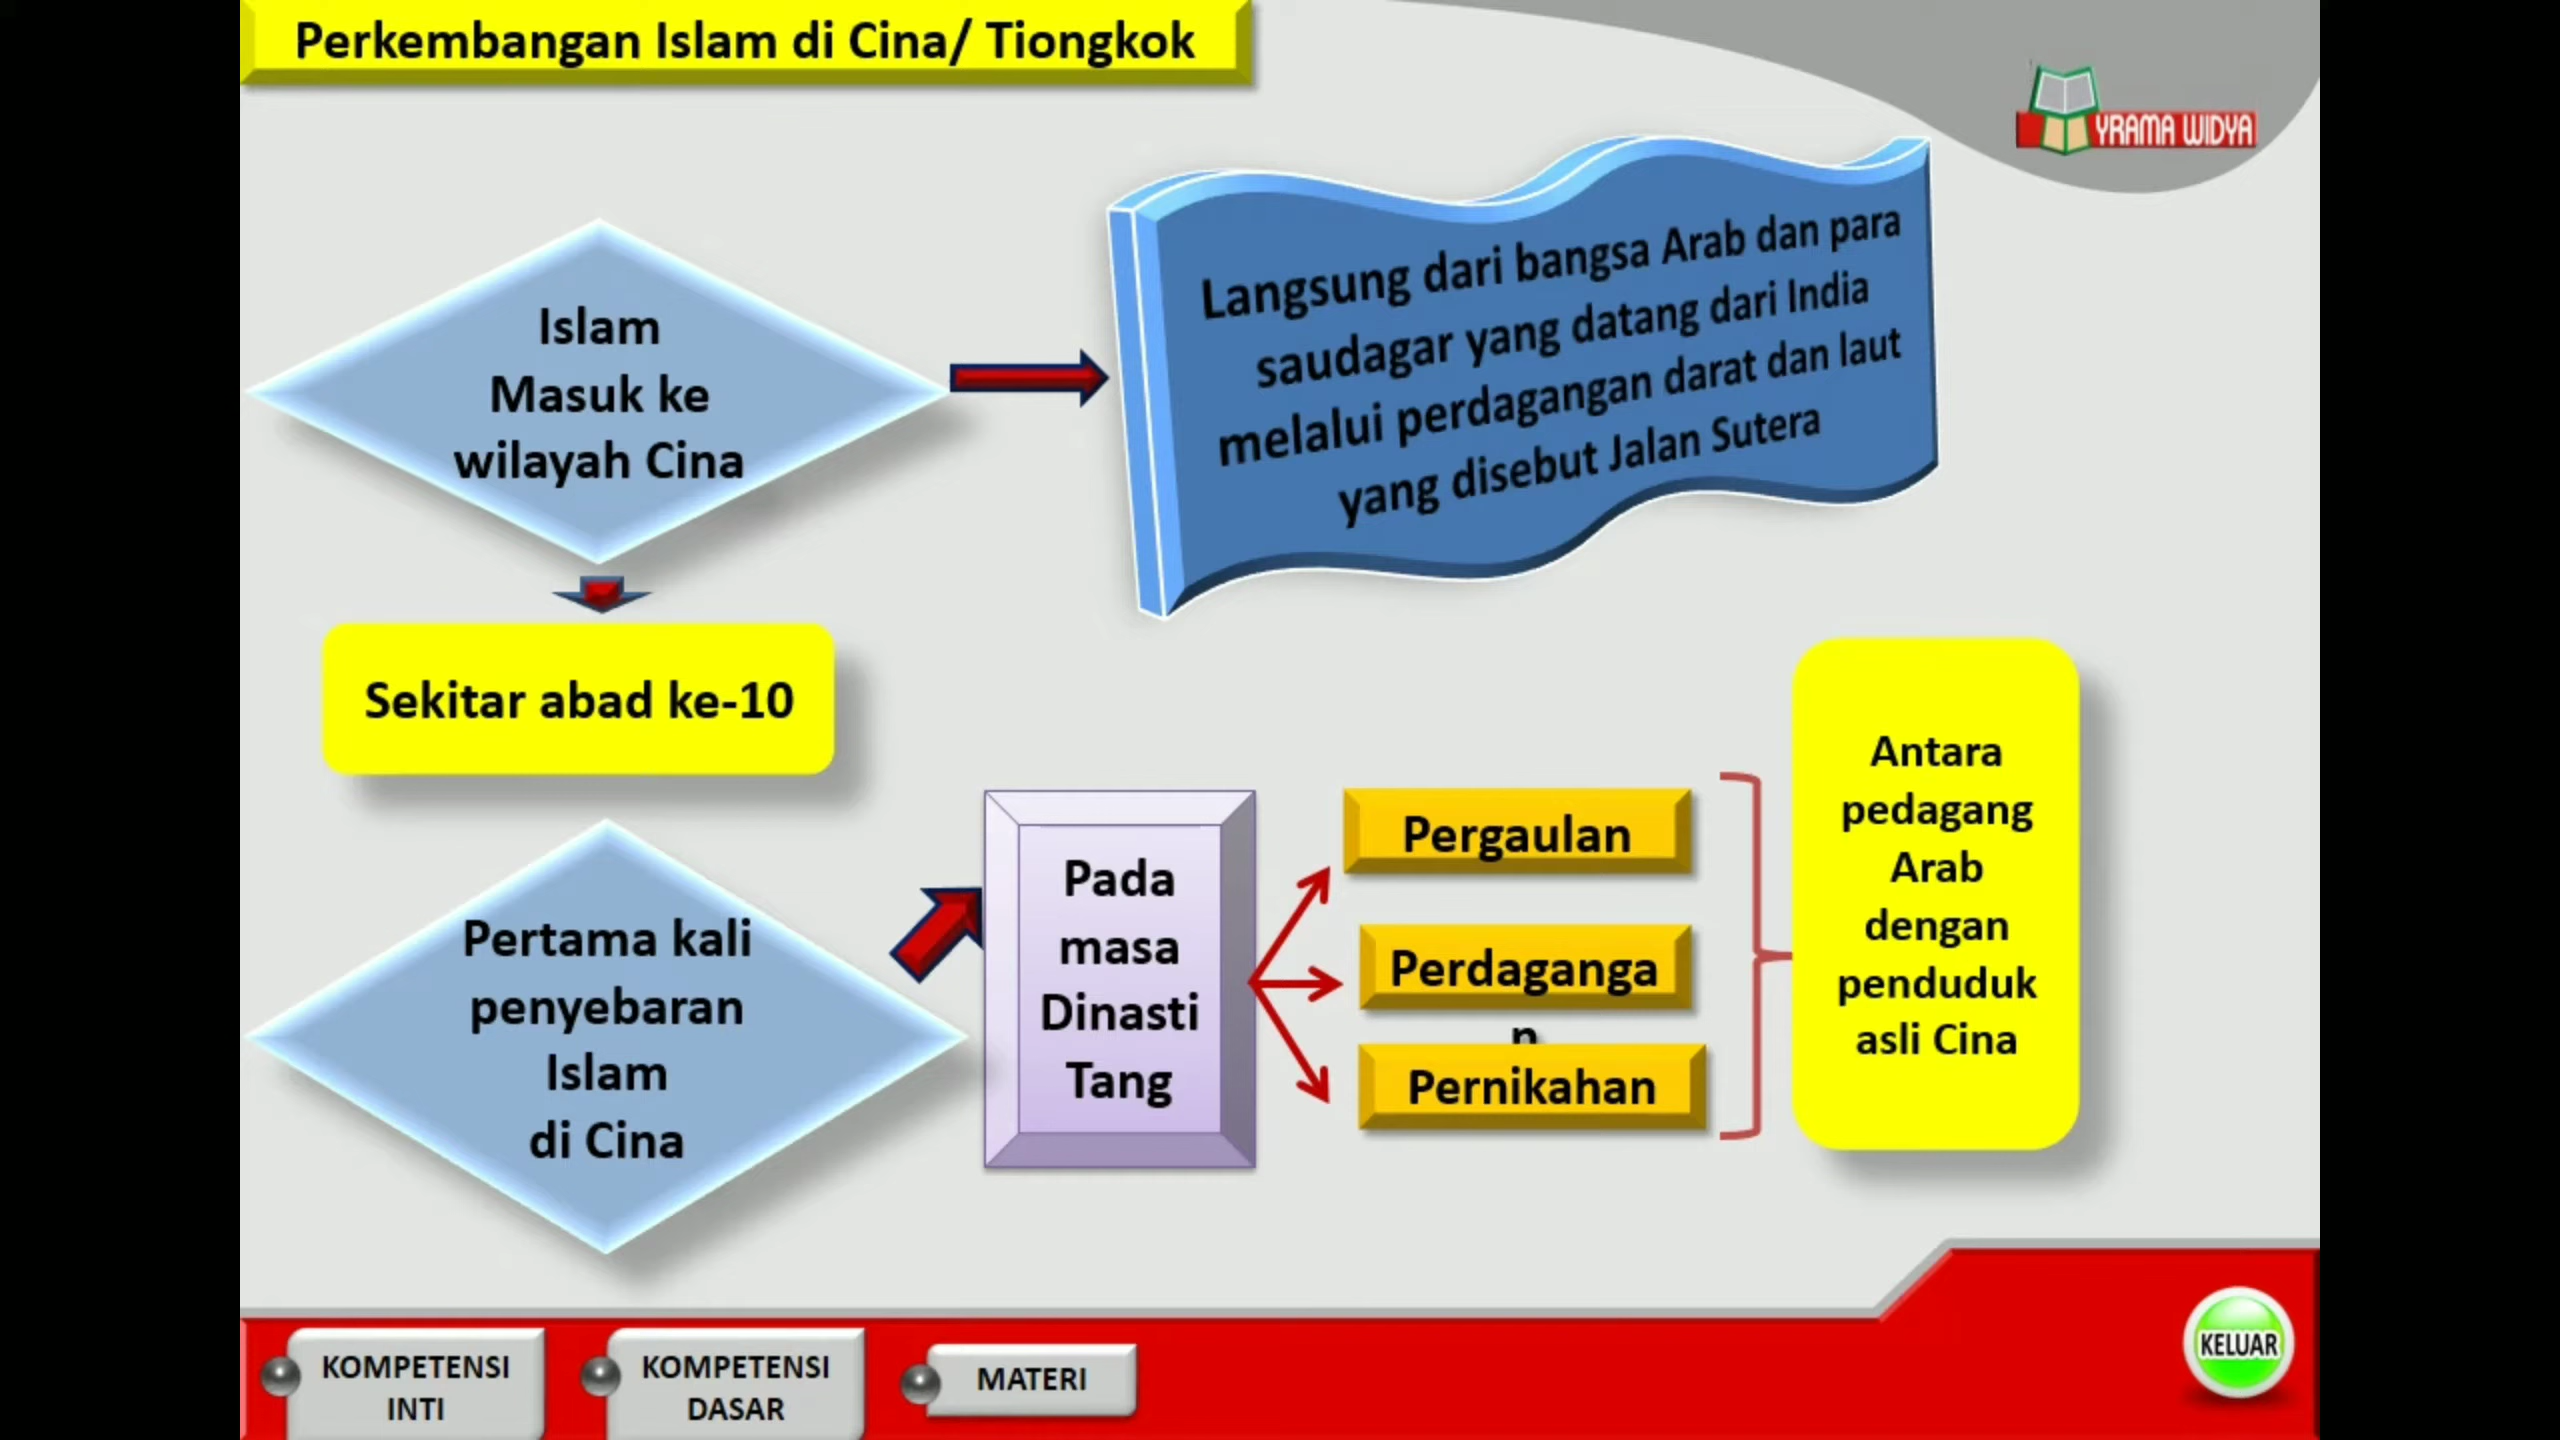 Perkembangan Islam di Cina/ Tiongkok
YRAMA WIDYA
Islam
Masuk ke
wilayah Cina
Langsung dari bangsa Arab dan para
saudagar yang datang dari India
melalui perdagangan darat dan laut
yang disebut Jalan Sutera
Sekitar abad ke-10
Pertama kali
penyebaran
Islam
di Cina
Pada
masa
Dinasti
Tang
Pergaulan
Perdaganga
n
Pernikahan
Antara
pedagang
Arab
dengan
penduduk
asli Cina
KOMPETENSI
INTI
KOMPETENSI
DASAR
MATERI
KELUAR